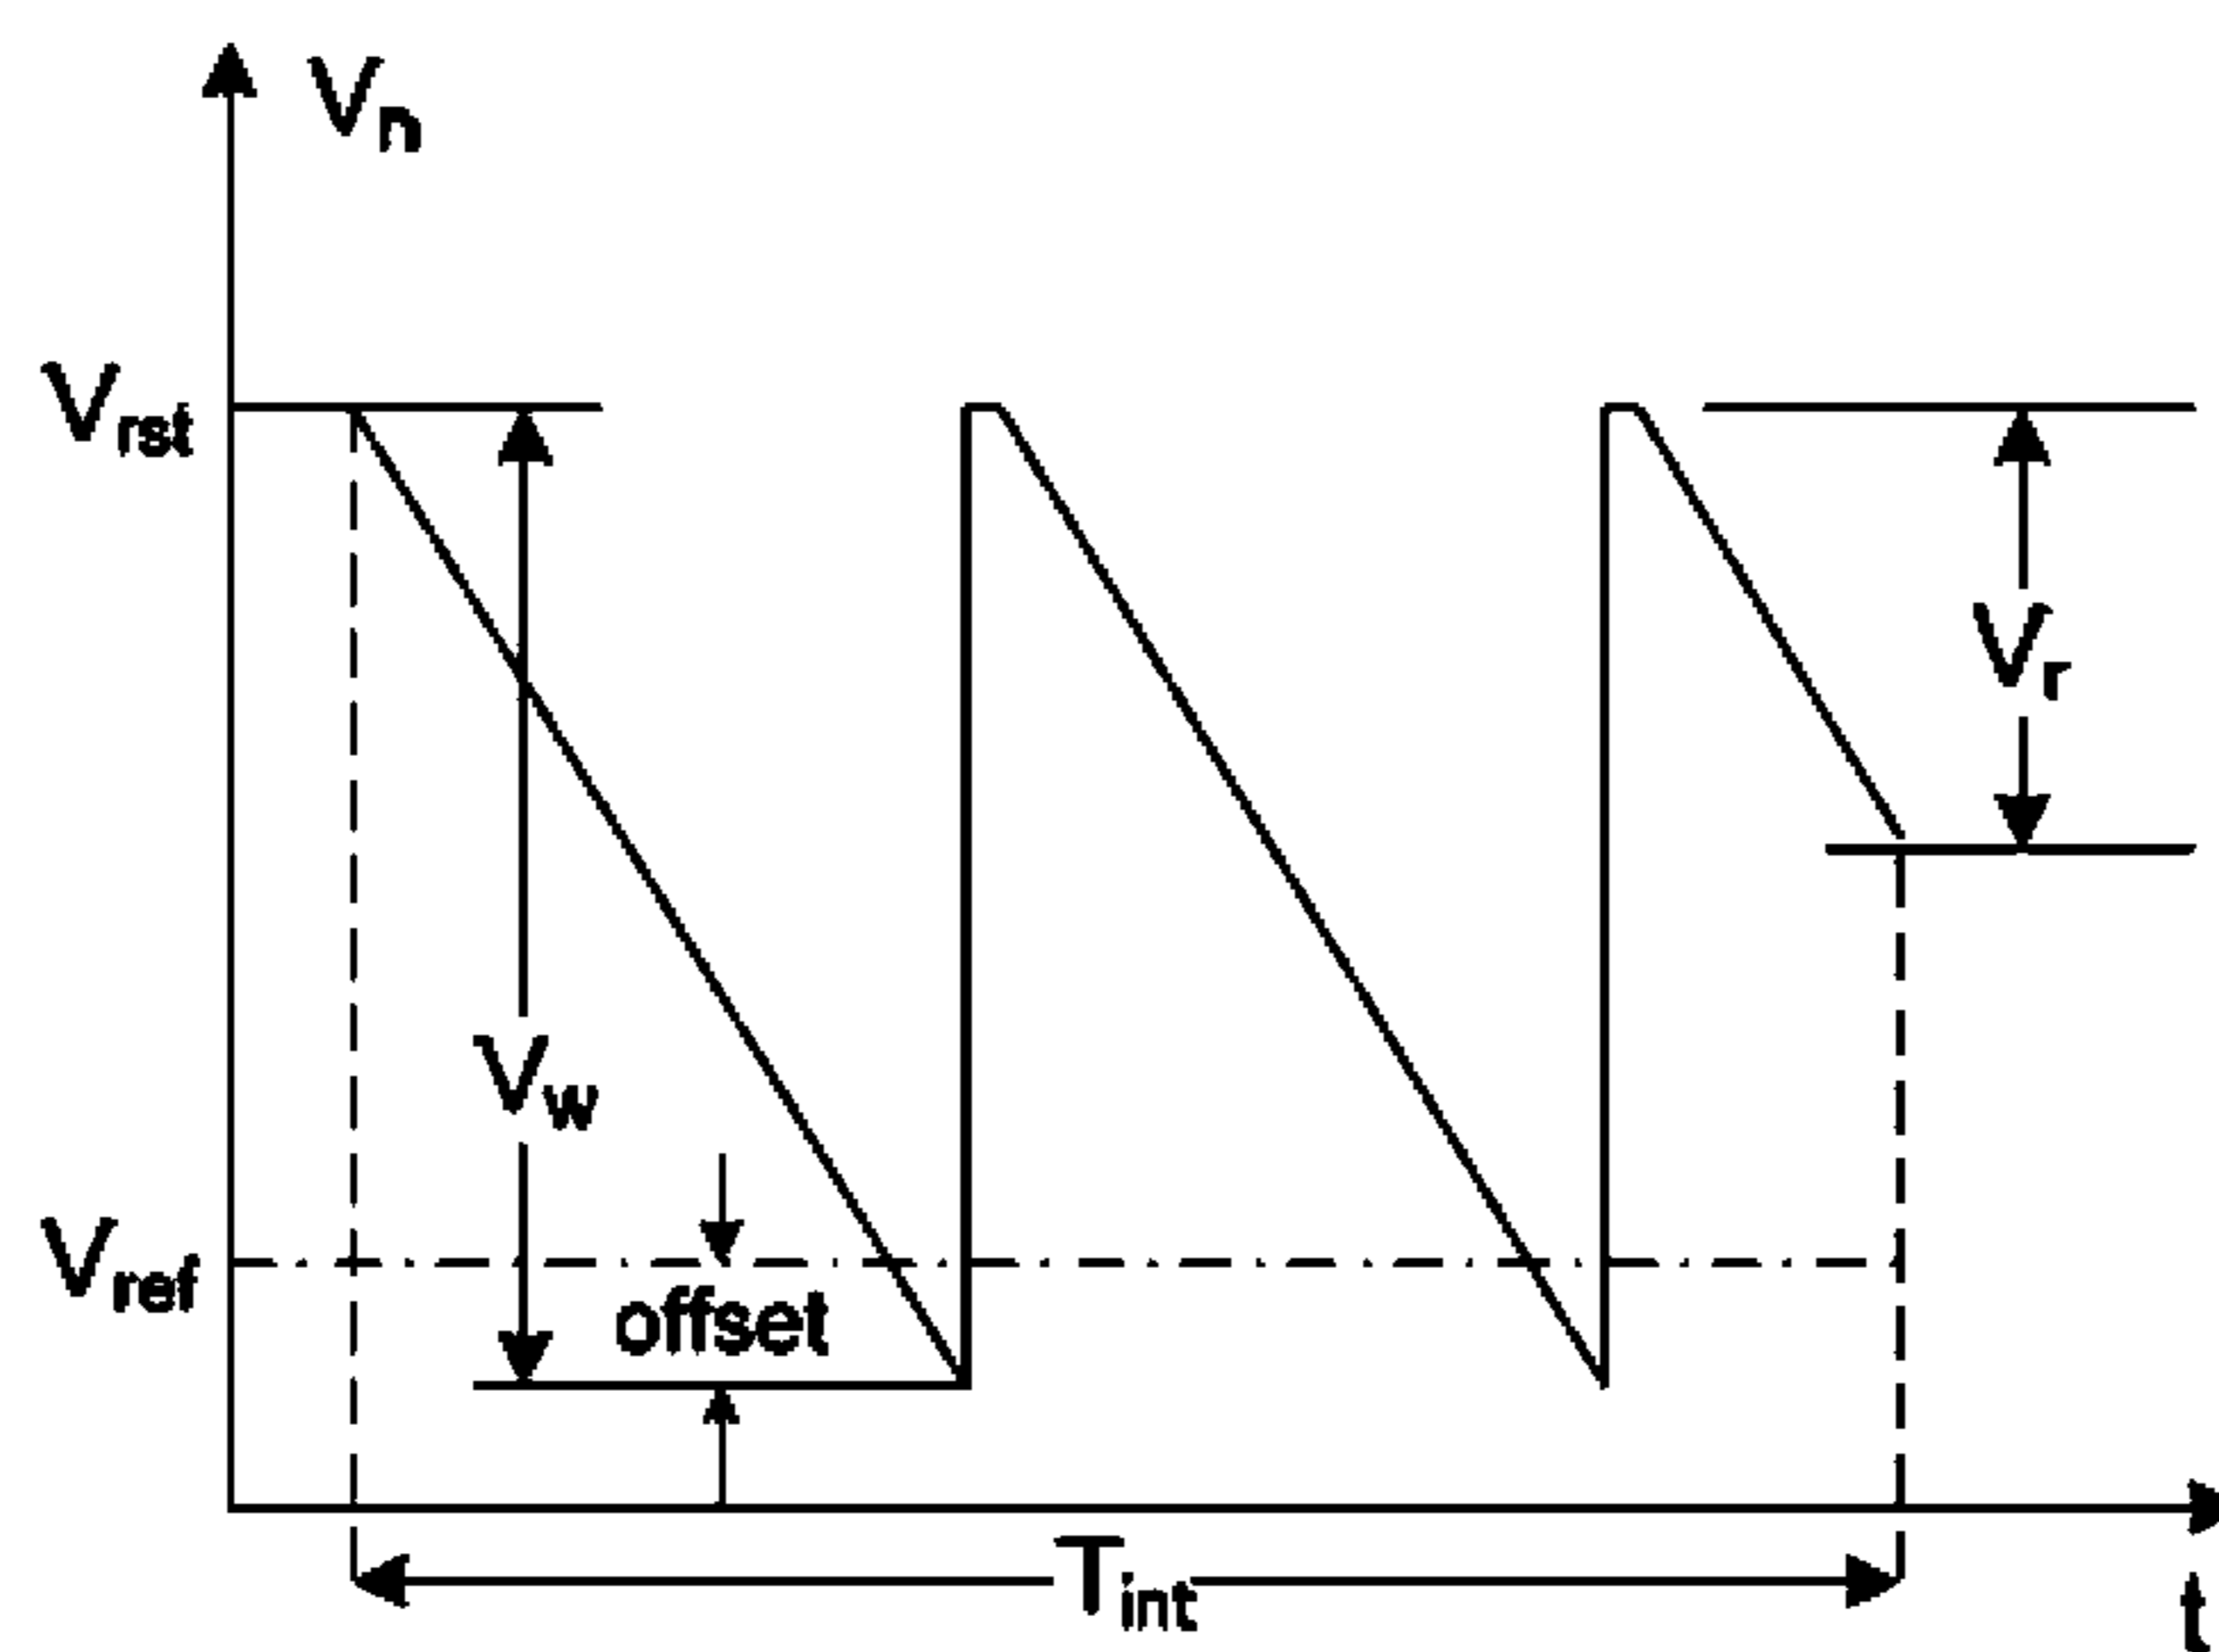 Vn
Vrst
Vr
Vw
Vref
offset
Tint
t